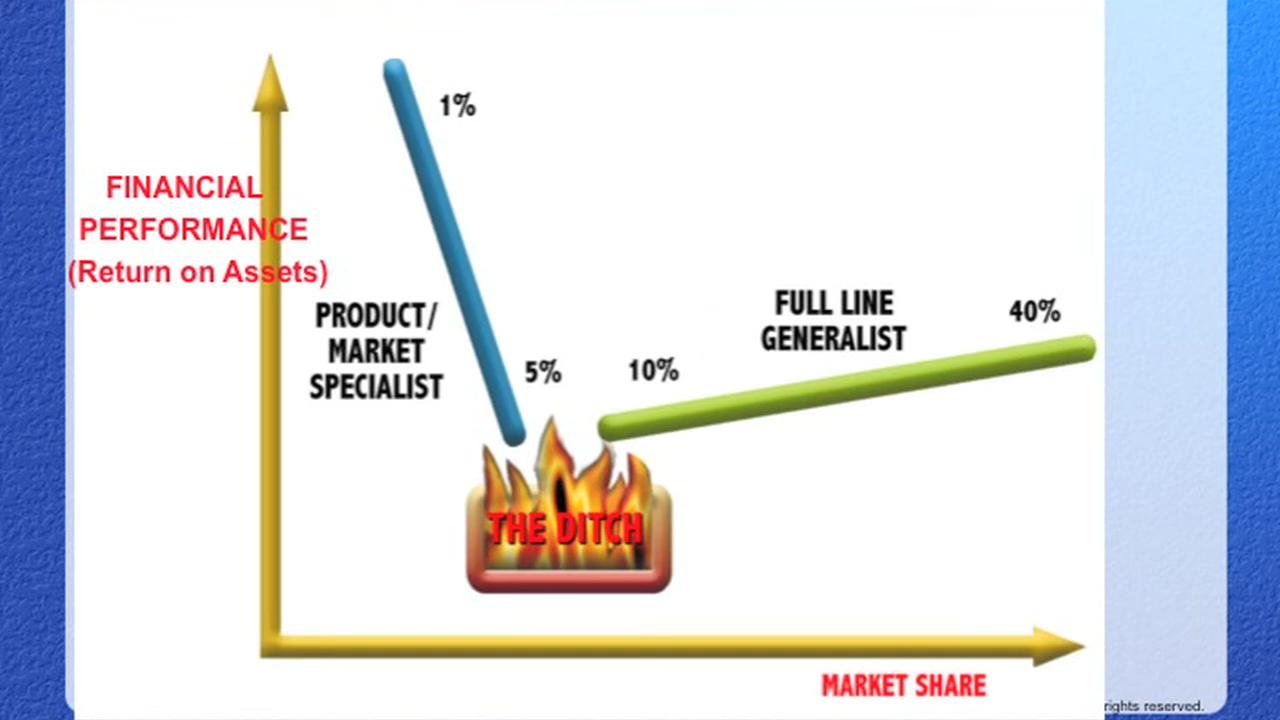 1%
FINANCIAL
PERFORMANCE
(Return on Assets)
PRODUCT/
MARKET
SPECIALIST
5%
10%
FULL LINE
GENERALIST
40%
THE DITCH
MARKET SHARE
rights reserved.